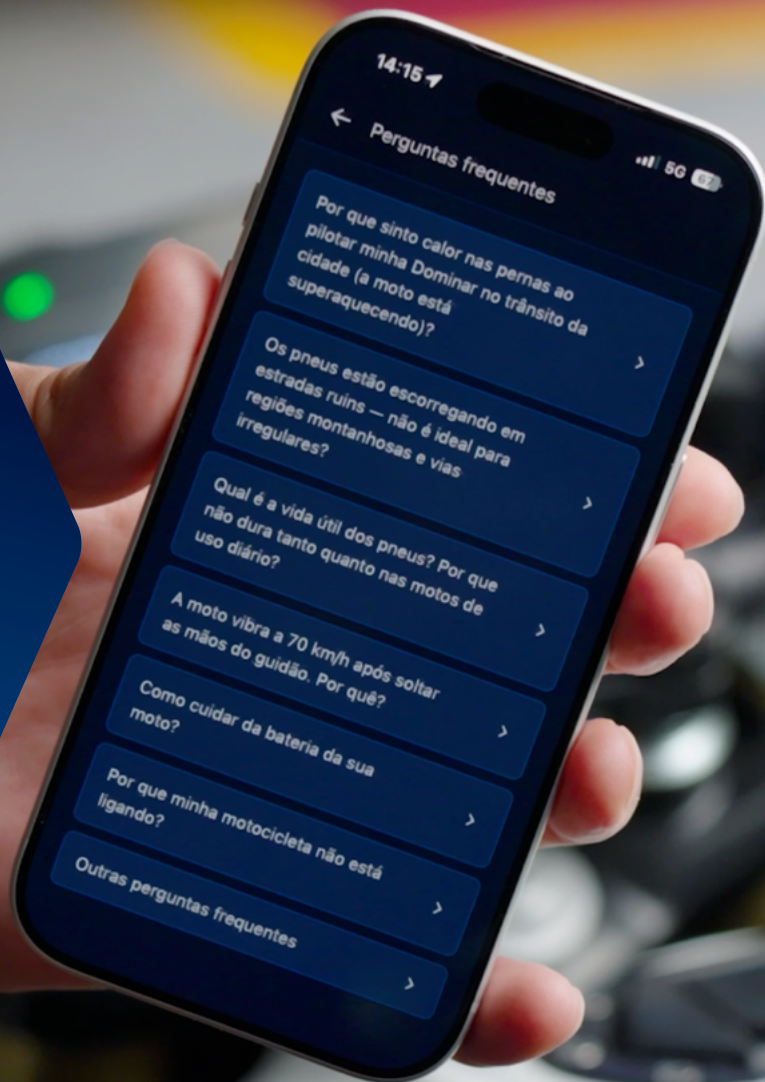 14:15
5G 67
Perguntas frequentes
Por que sinto calor nas pernas ao
pilotar minha Dominar no trânsito da
cidade (a moto está
superaquecendo)?
Os pneus estão escorregando em
estradas ruins — não é ideal para
regiões montanhosas e vias
irregulares?
Qual é a vida útil dos pneus? Por que
não dura tanto quanto nas motos de
uso diário?
A moto vibra a 70 km/h após soltar
as mãos do guidão. Por quê?
Como cuidar da bateria da sua
moto?
Por que minha motocicleta não está
ligando?
Outras perguntas frequentes